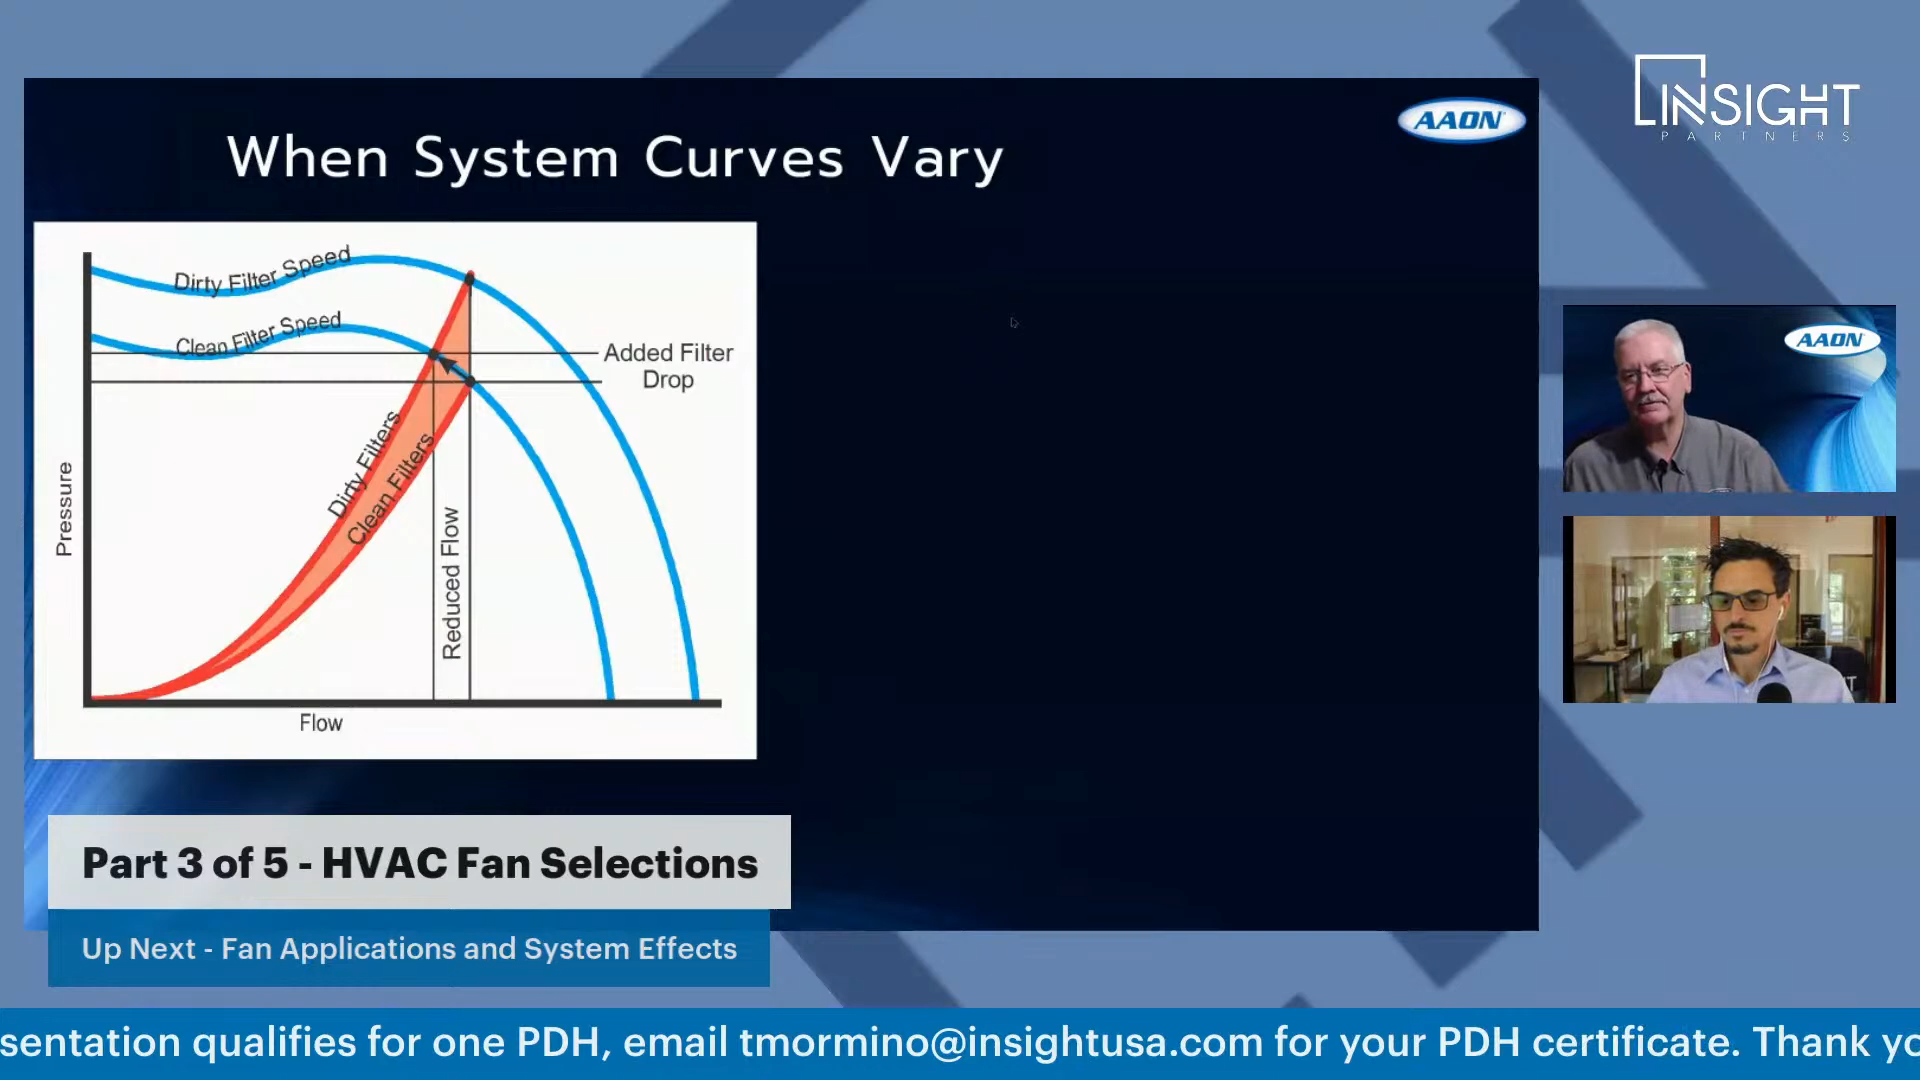 INSIGHT
PARTNERS
AAON
When System Curves Vary
Dirty Filter Speed
Clean Filter Speed
Added Filter
Drop
Dirty Filters
Clean Filters
Reduced Flow
Pressure
Flow
AAON
Part 3 of 5 - HVAC Fan Selections
Up Next - Fan Applications and System Effects
sentation qualifies for one PDH, email tmormino@insightusa.com for your PDH certificate. Thank yo